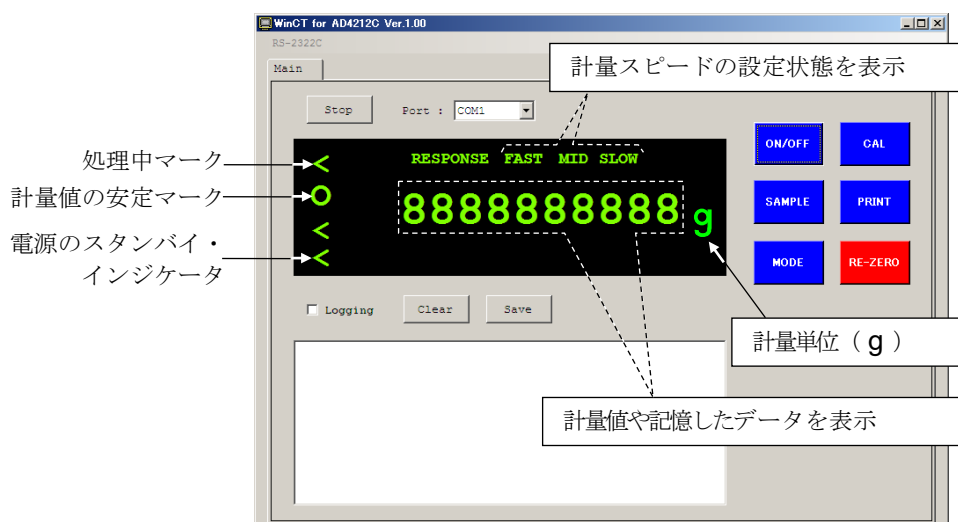 WinCT for AD4212C Ver.1.00
RS-2322C
Main
計量スピードの設定状態を表示
Stop
Port :
COM1
処理中マーク
計量値の安定マーク
電源のスタンバイ・
インジケータ
RESPONSE FAST MID SLOW
8888888888 g
ON/OFF
CAL
SAMPLE
PRINT
MODE
RE-ZERO
Logging
Clear
Save
計量単位（ g ）
計量値や記憶したデータを表示